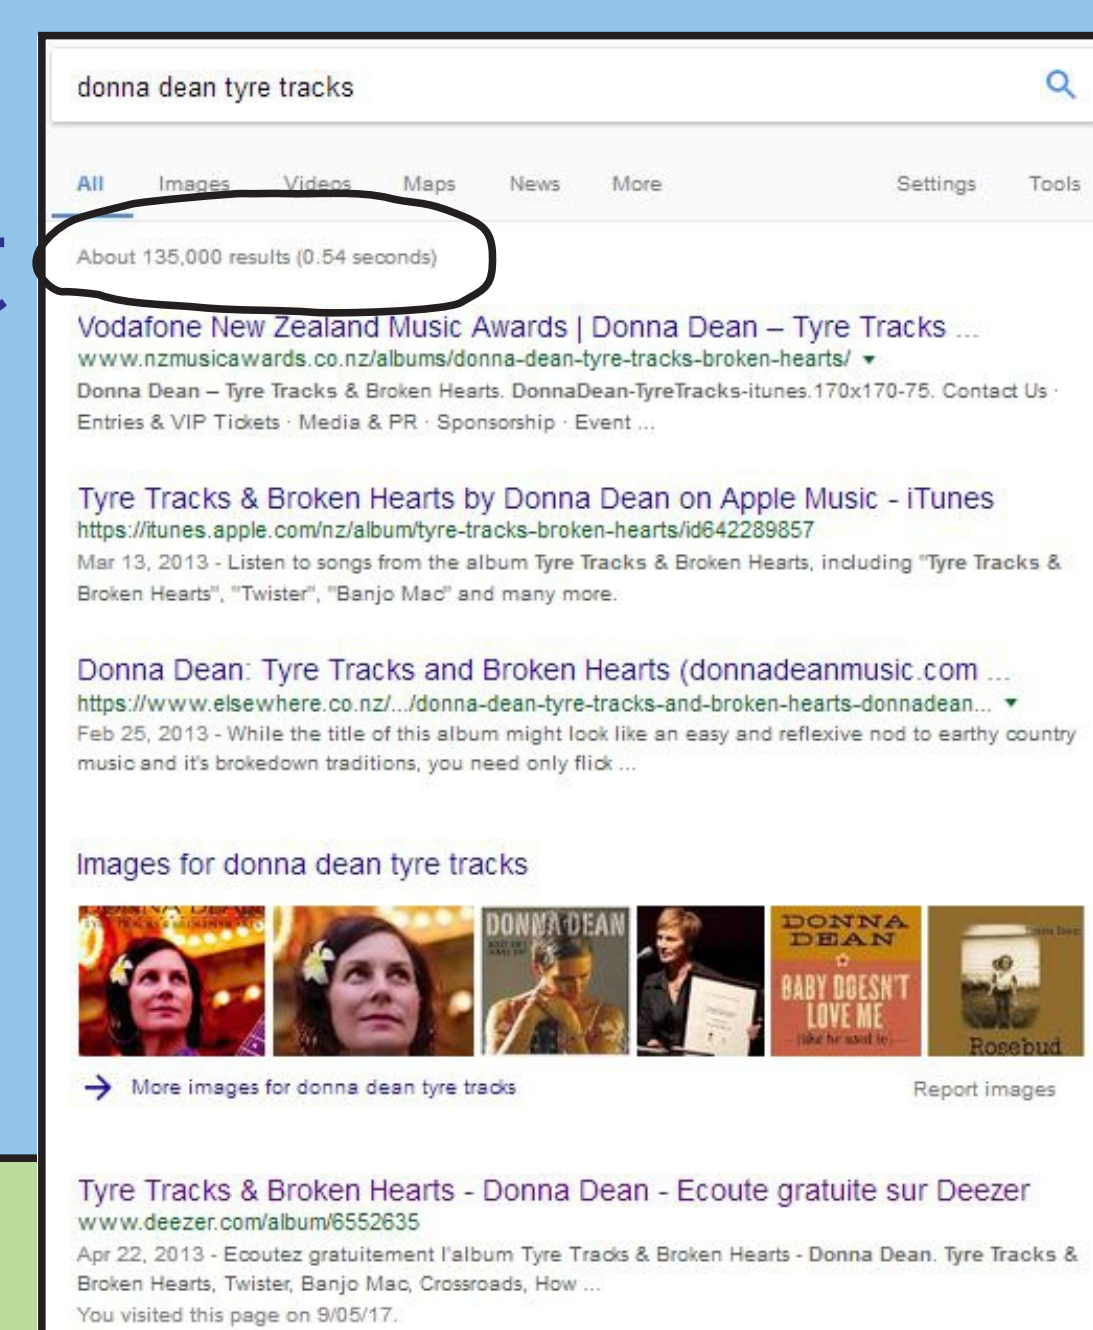 donna dean tyre tracks
All Images Videos Maps News More Settings Tools
About 135,000 results (0.54 seconds)
Vodafone New Zealand Music Awards | Donna Dean – Tyre Tracks ...
www.nzmusicawards.co.nz/albums/donna-dean-tyre-tracks-broken-hearts/
Donna Dean – Tyre Tracks & Broken Hearts. DonnaDean-TyreTracks-itunes.170x170-75. Contact Us ·
Entries & VIP Tickets · Media & PR · Sponsorship · Event ...
Tyre Tracks & Broken Hearts by Donna Dean on Apple Music - iTunes
https://itunes.apple.com/nz/album/tyre-tracks-broken-hearts/id642289857
Mar 13, 2013 - Listen to songs from the album Tyre Tracks & Broken Hearts, including "Tyre Tracks &
Broken Hearts", "Twister", "Banjo Mac" and many more.
Donna Dean: Tyre Tracks and Broken Hearts (donnadeanmusic.com ...
https://www.elsewhere.co.nz/.../donna-dean-tyre-tracks-and-broken-hearts-donnadean...
Feb 25, 2013 - While the title of this album might look like an easy and reflexive nod to earthy country
music and it's brokedown traditions, you need only flick ...
Images for donna dean tyre tracks
DONNA DEAN
DONNA DEAN
DONNA
DEAN
BABY DOESN'T
LOVE ME
(like he used to)
Donna Dean
Rosebud
More images for donna dean tyre tracks
Report images
Tyre Tracks & Broken Hearts - Donna Dean - Ecoute gratuite sur Deezer
www.deezer.com/album/6552635
Apr 22, 2013 - Ecoutez gratuitement l'album Tyre Tracks & Broken Hearts - Donna Dean. Tyre Tracks &
Broken Hearts, Twister, Banjo Mac, Crossroads, How ...
You visited this page on 9/05/17.